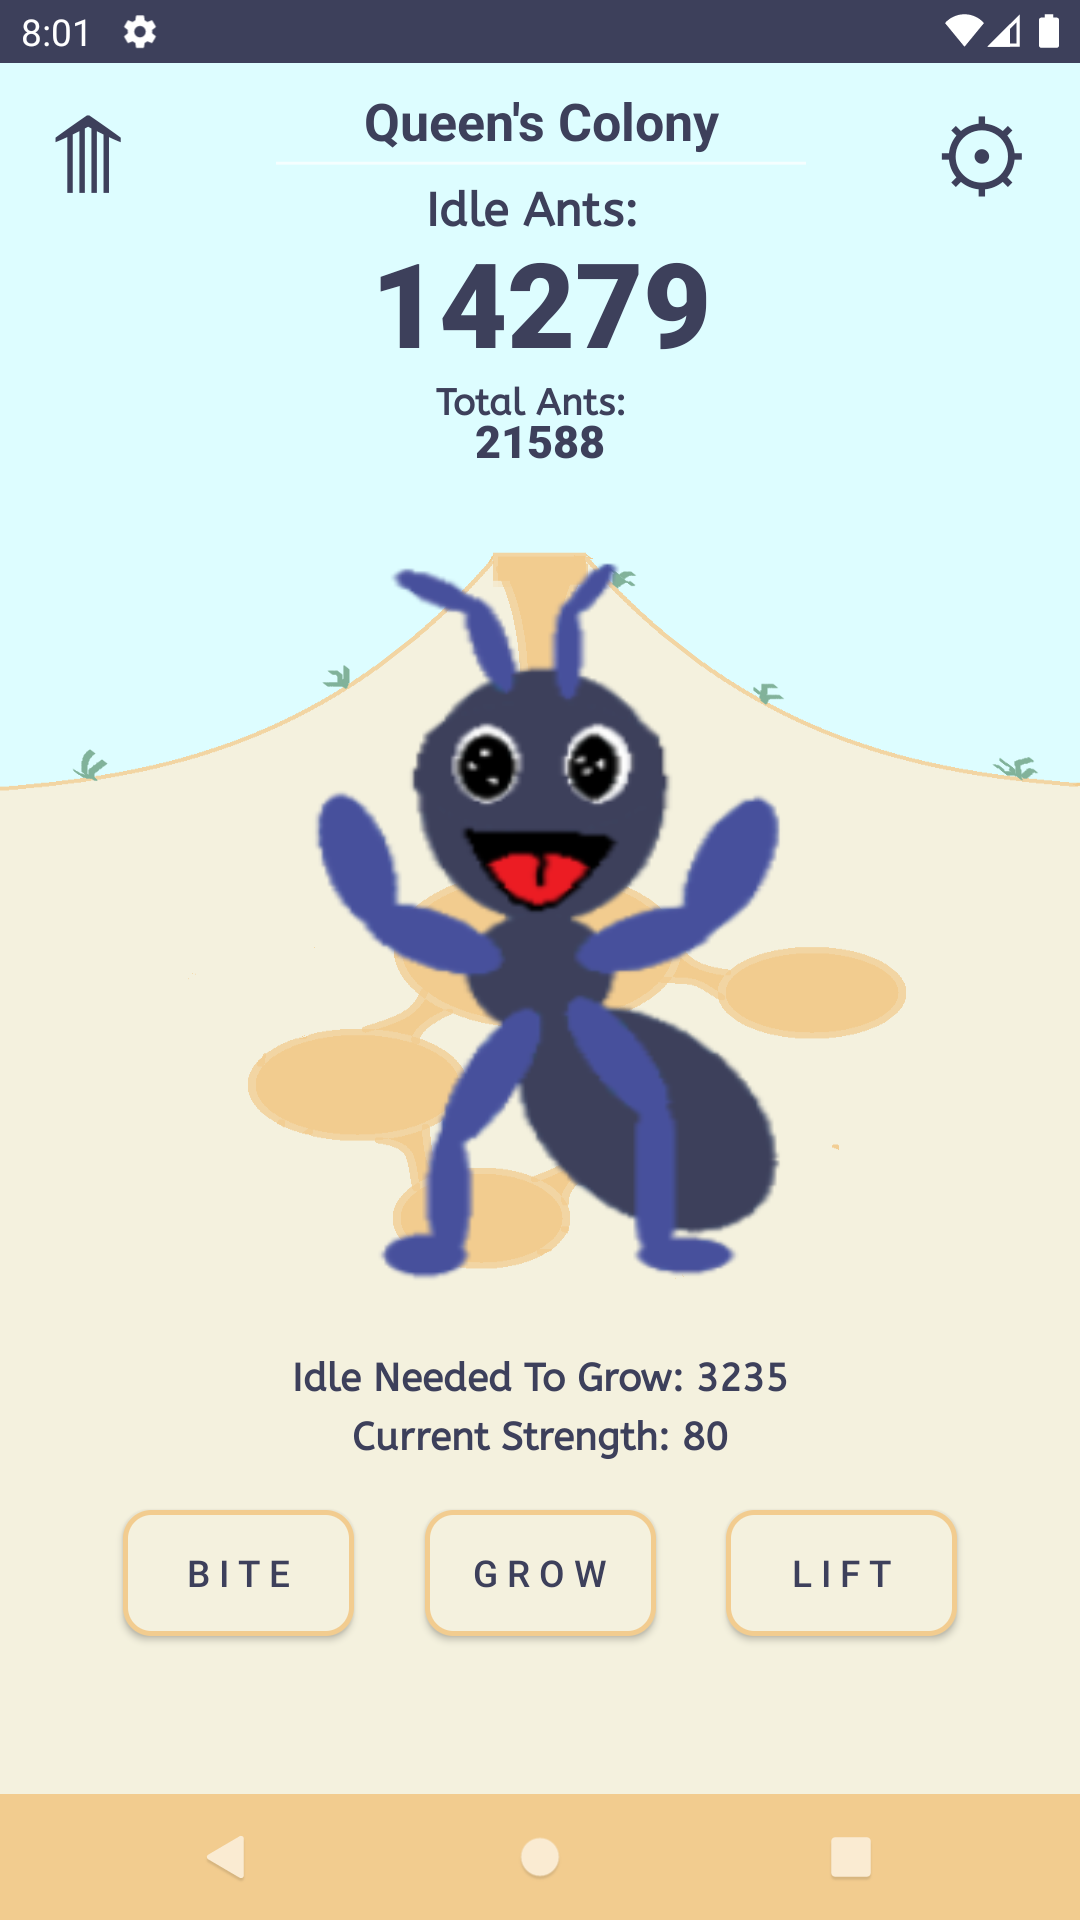 8:01
Queen's Colony
Idle Ants:
14279
Total Ants:
21588
Idle Needed To Grow: 3235
Current Strength: 80
BITE GROW LIFT